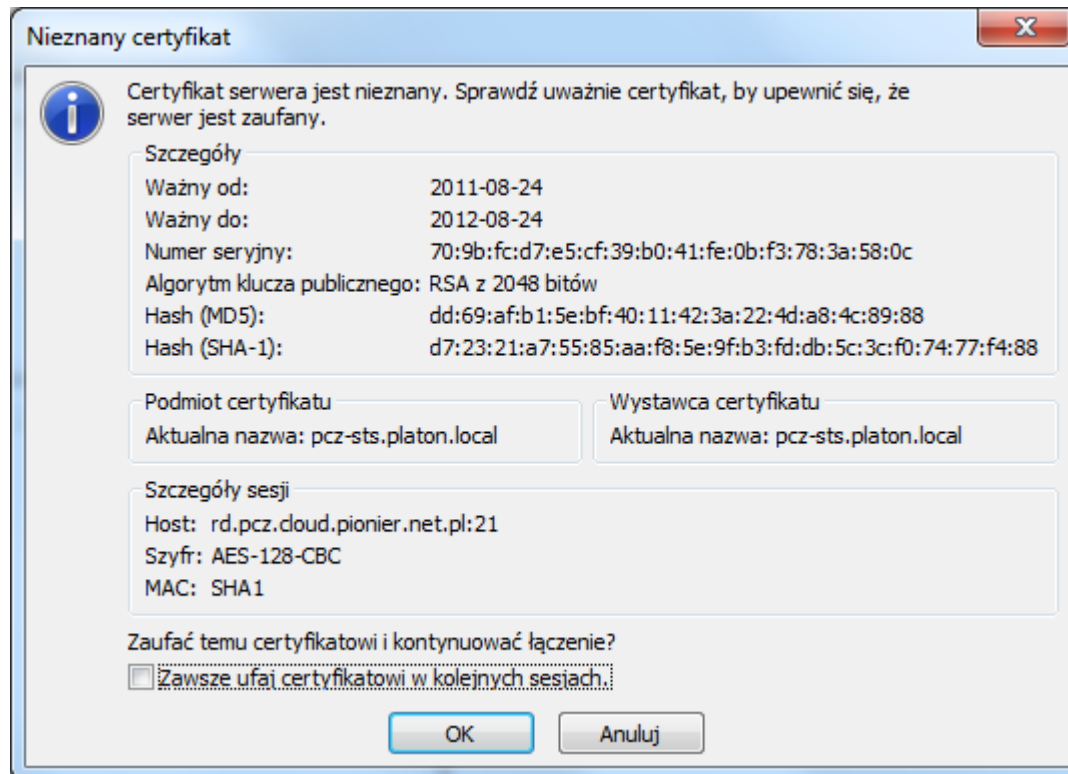 Nieznany certyfikat
Certyfikat serwera jest nieznany. Sprawdź uważnie certyfikat, by upewnić się, że
serwer jest zaufany.
Szczegóły
Ważny od: 2011-08-24
Ważny do: 2012-08-24
Numer seryjny: 70:9b:fc:d7:e5:cf:39:b0:41:fe:0b:f3:78:3a:58:0c
Algorytm klucza publicznego: RSA z 2048 bitów
Hash (MD5): dd:69:af:b1:5e:bf:40:11:42:3a:22:4d:a8:4c:89:88
Hash (SHA-1): d7:23:21:a7:55:85:aa:f8:5e:9f:b3:fd:db:5c:3c:f0:74:77:f4:88
Podmiot certyfikatu
Aktualna nazwa: pcz-sts.platon.local
Wystawca certyfikatu
Aktualna nazwa: pcz-sts.platon.local
Szczegóły sesji
Host: rd.pcz.cloud.pionier.net.pl:21
Szyfr: AES-128-CBC
MAC: SHA1
Zaufać temu certyfikatowi i kontynuować łączenie?
Zawsze ufaj certyfikatowi w kolejnych sesjach.
OK
Anuluj